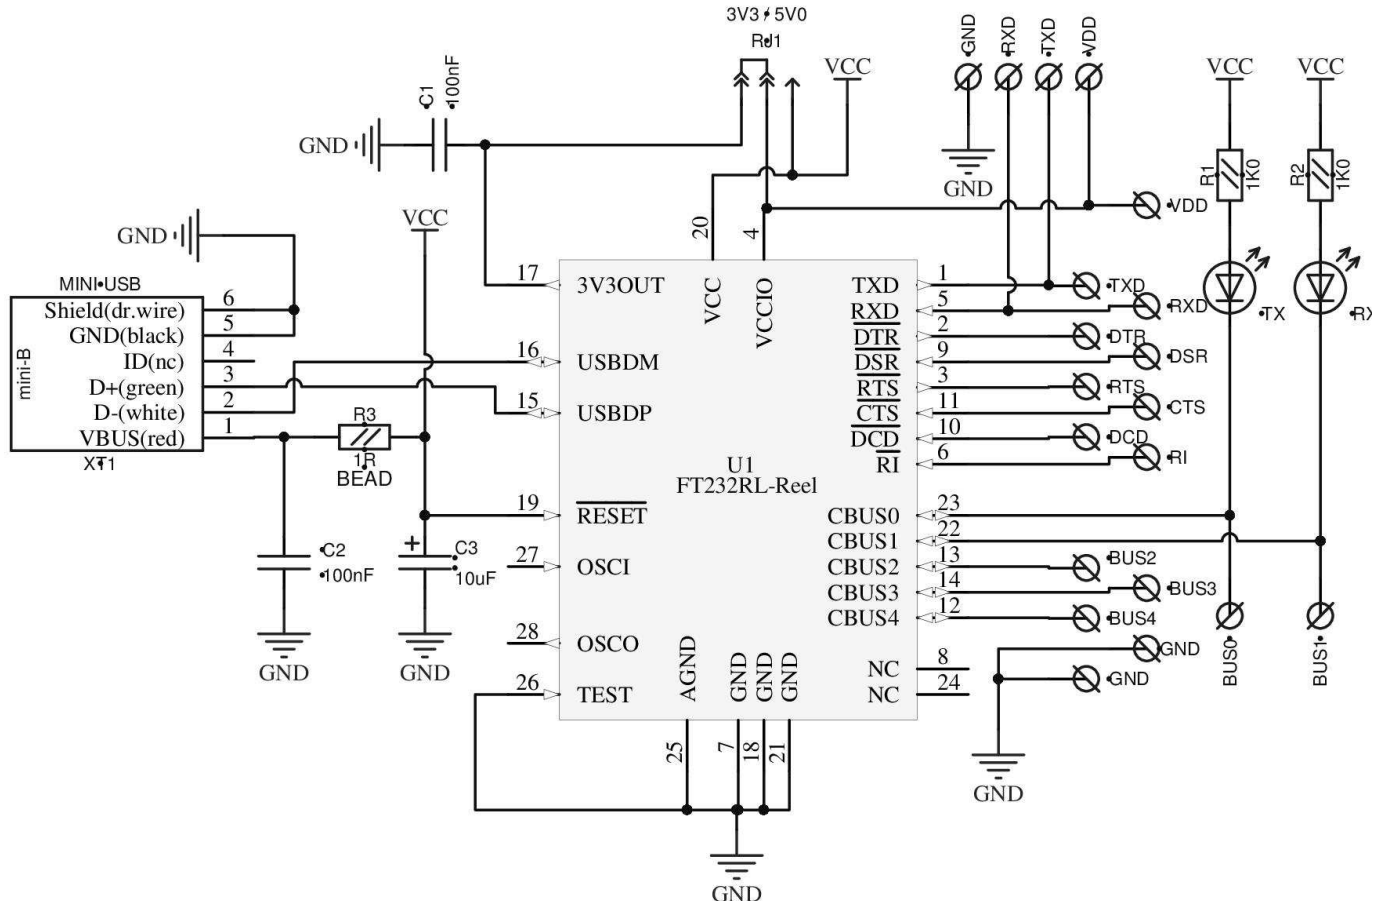 3V3 5V0
RJ1
VCC
GND
RXD
TXD
VDD
VCC
VCC
C1
100nF
GND
GND
R1
1K0
R2
1K0
VDD
VCC
GND
20
4
MINI USB
mini-B
Shield(dr.wire) 6
GND(black) 5
ID(nc) 4
D+(green) 3
D-(white) 2
VBUS(red) 1
XT1
R3
1R
BEAD
C2
100nF
GND
C3
10uF
GND
VCC
VCCIO
17 3V3OUT
16 USBDM
15 USBDP
19 RESET
27 OSCI
28 OSCO
26 TEST
U1
FT232RL-Reel
TXD 1 TXD
RXD 5 RXD
DTR 2 DTR
DSR 9 DSR
RTS 3 RTS
CTS 11 CTS
DCD 10 DCD
RI 6 RI
CBUS0 23
CBUS1 22
CBUS2 13 BUS2
CBUS3 14 BUS3
CBUS4 12 BUS4
GND
GND
NC 8
NC 24
TX
BUS0
BUS1
AGND
GND
GND
GND
25
7
18
21
GND
GND